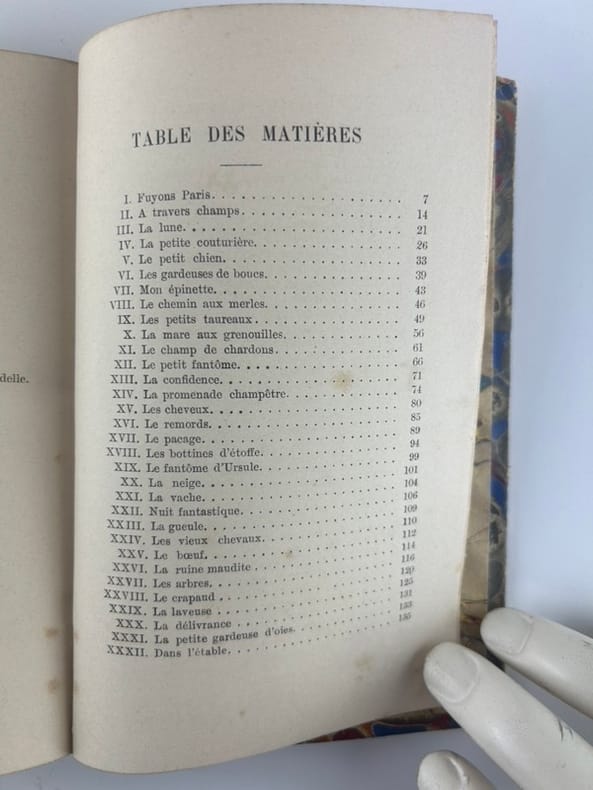 delle.
TABLE DES MATIÈRES
I. Fuyons Paris. 7
II. A travers champs. 14
III. La lune. 21
IV. La petite couturière. 26
V. Le petit chien. 33
VI. Les gardeuses de boucs. 39
VII. Mon épinette. 43
VIII. Le chemin aux merles. 46
IX. Les petits taureaux. 49
X. La mare aux grenouilles. 56
XI. Le champ de chardons. 61
XII. Le petit fantôme. 66
XIII. La confidence. 71
XIV. La promenade champêtre. 74
XV. Les cheveux. 80
XVI. Le remords. 85
XVII. Le pacage. 89
XVIII. Les bottines d'étoffe. 94
XIX. Le fantôme d'Ursule. 99
XX. La neige. 101
XXI. La vache. 104
XXII. Nuit fantastique. 106
XXIII. La gueule. 109
XXIV. Les vieux chevaux. 110
XXV. Le bœuf. 112
XXVI. La ruine maudite 114
XXVII. Les arbres. 116
XXVIII. Le crapaud 120
XXIX. La laveuse 125
XXX. La délivrance 131
XXXI. La petite gardeuse d'oies. 133
XXXII. Dans l'étable. 135